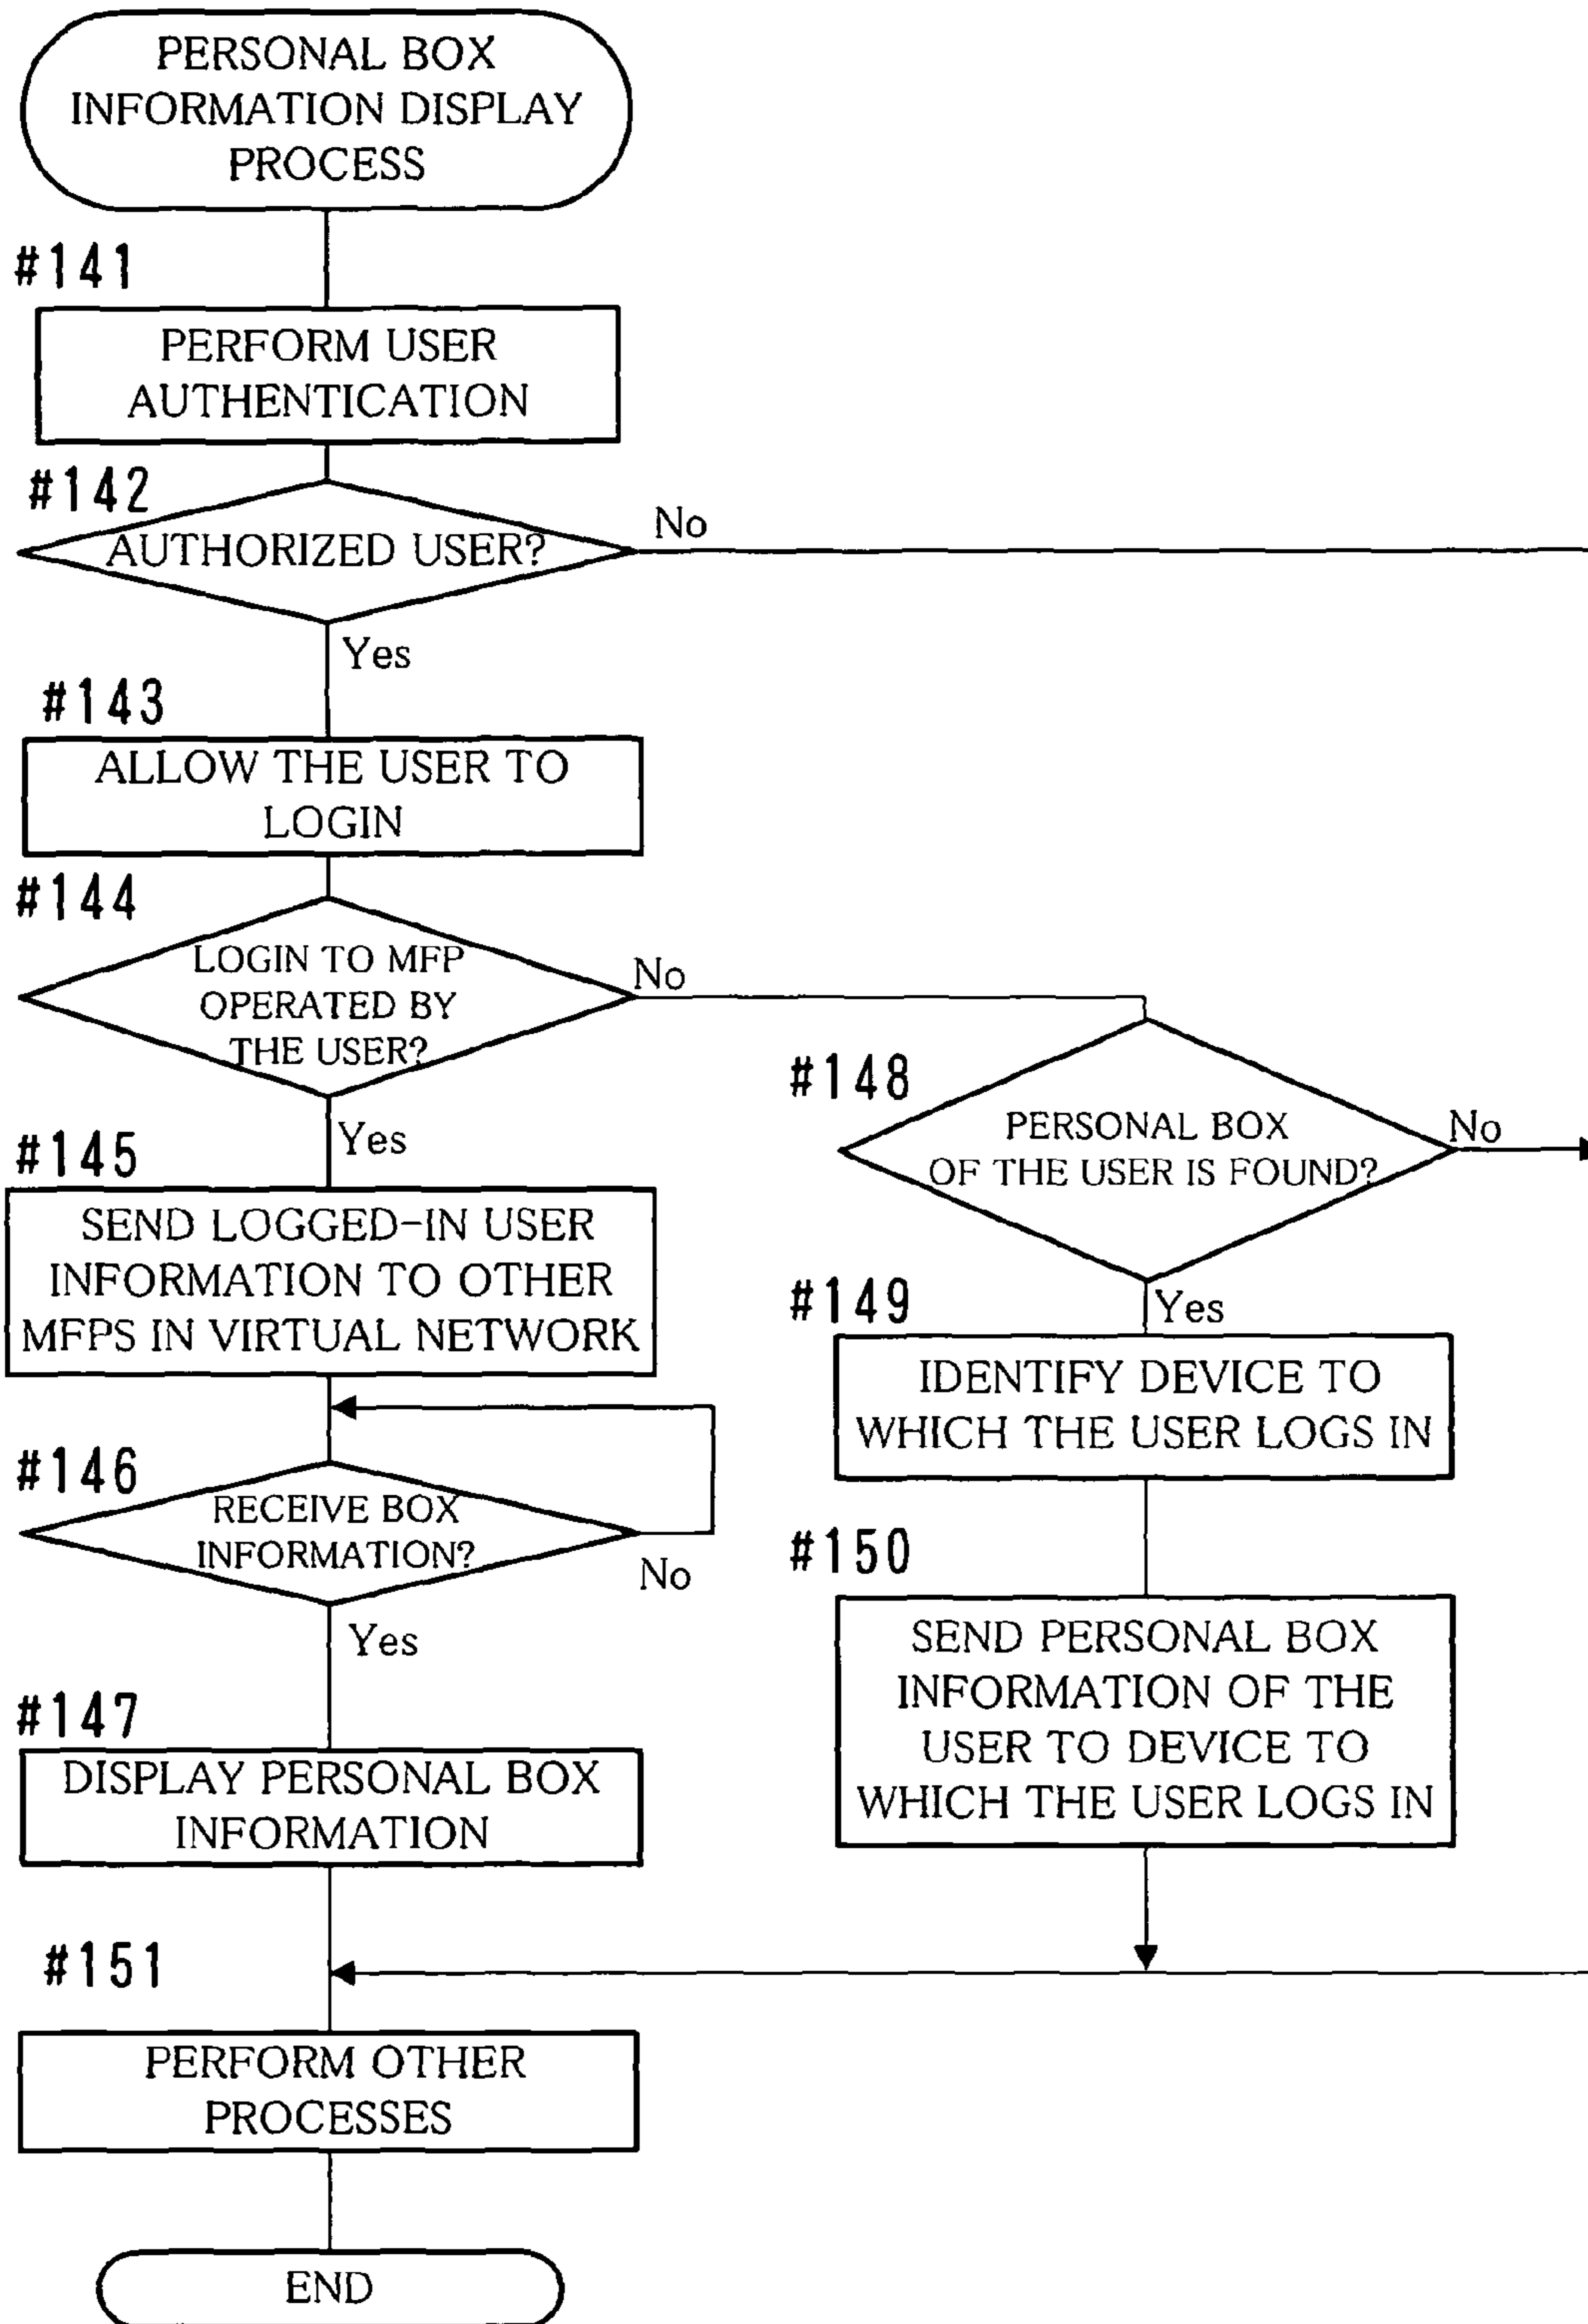 PERSONAL BOX
INFORMATION DISPLAY
PROCESS
#141
PERFORM USER
AUTHENTICATION
#142
AUTHORIZED USER?
No
Yes
#143
ALLOW THE USER TO
LOGIN
#144
LOGIN TO MFP
OPERATED BY
THE USER?
No
Yes
#145
SEND LOGGED-IN USER
INFORMATION TO OTHER
MFPS IN VIRTUAL NETWORK
#146
RECEIVE BOX
INFORMATION?
No
Yes
#147
DISPLAY PERSONAL BOX
INFORMATION
#148
PERSONAL BOX
OF THE USER IS FOUND?
No
Yes
#149
IDENTIFY DEVICE TO
WHICH THE USER LOGS IN
#150
SEND PERSONAL BOX
INFORMATION OF THE
USER TO DEVICE TO
WHICH THE USER LOGS IN
#151
PERFORM OTHER
PROCESSES
END